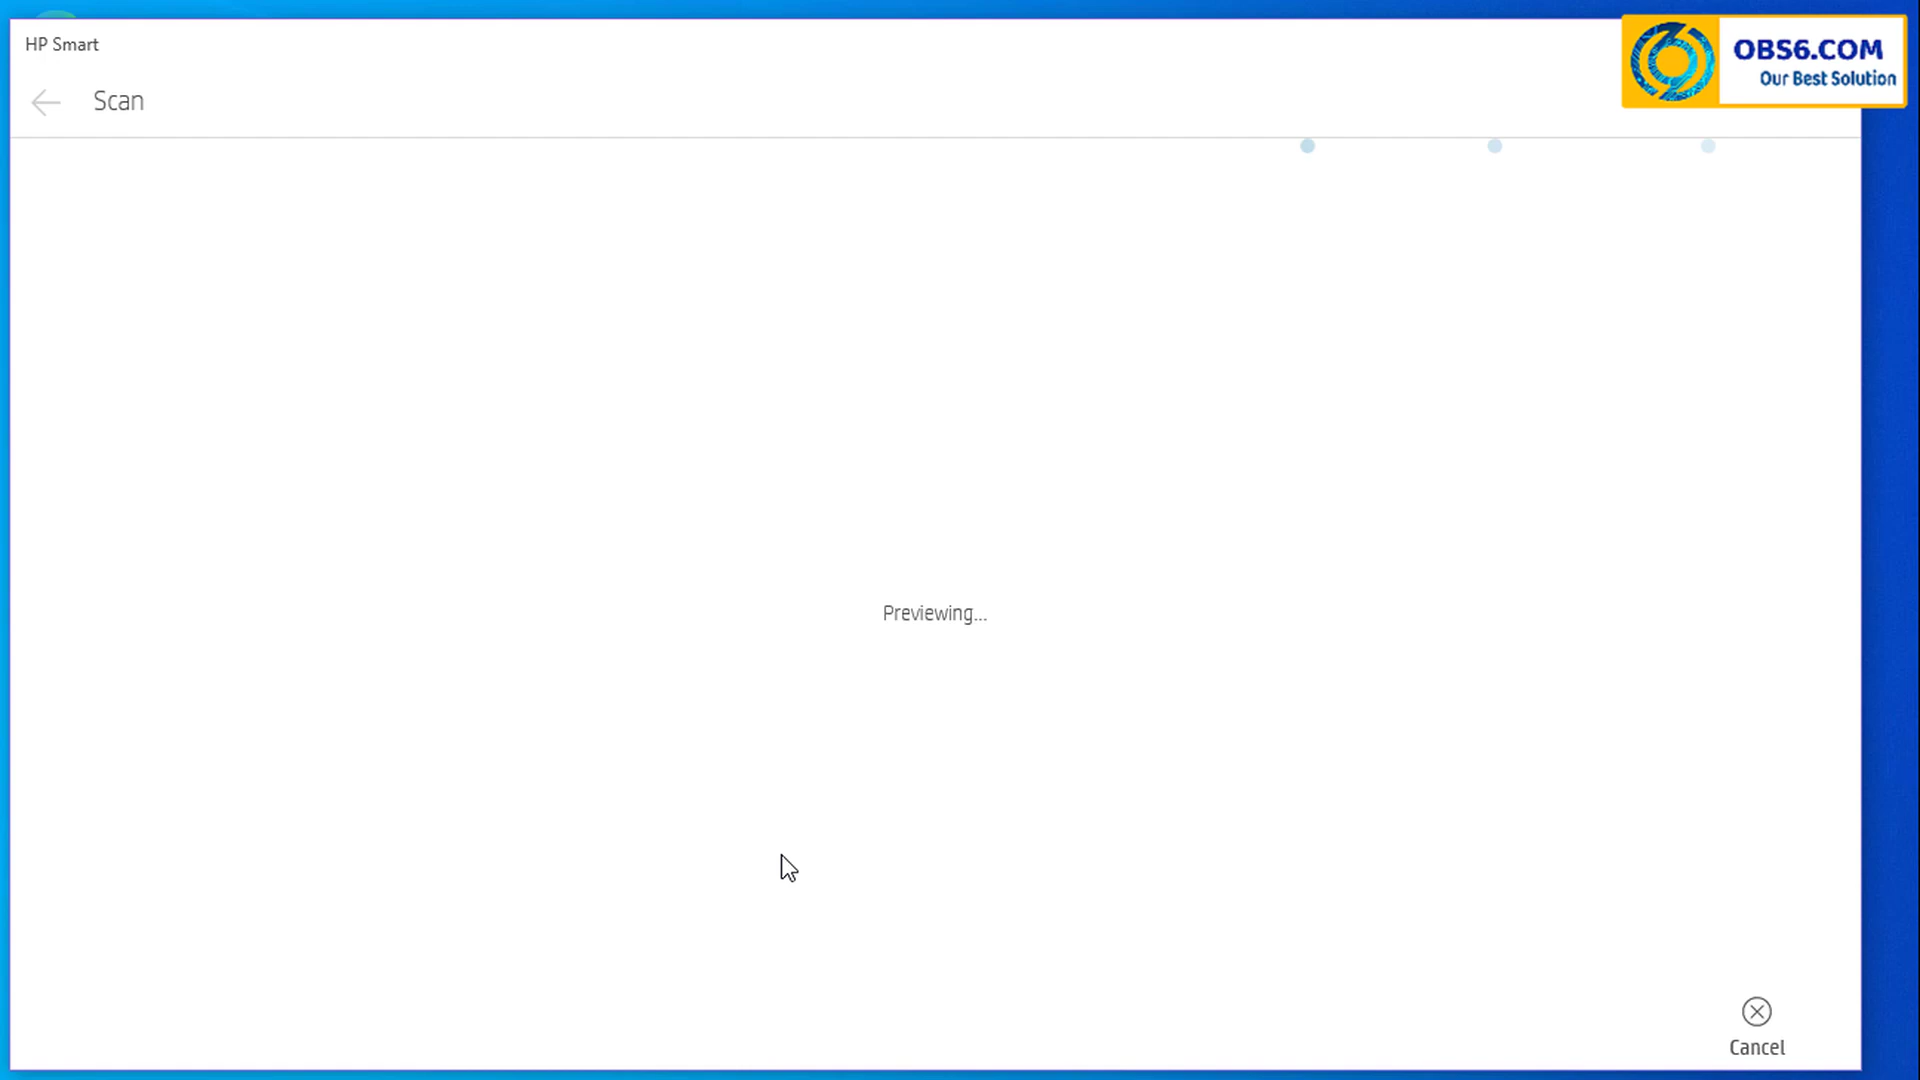 HP Smart
OBS6.COM
Our Best Solution
Scan
Previewing...
Cancel